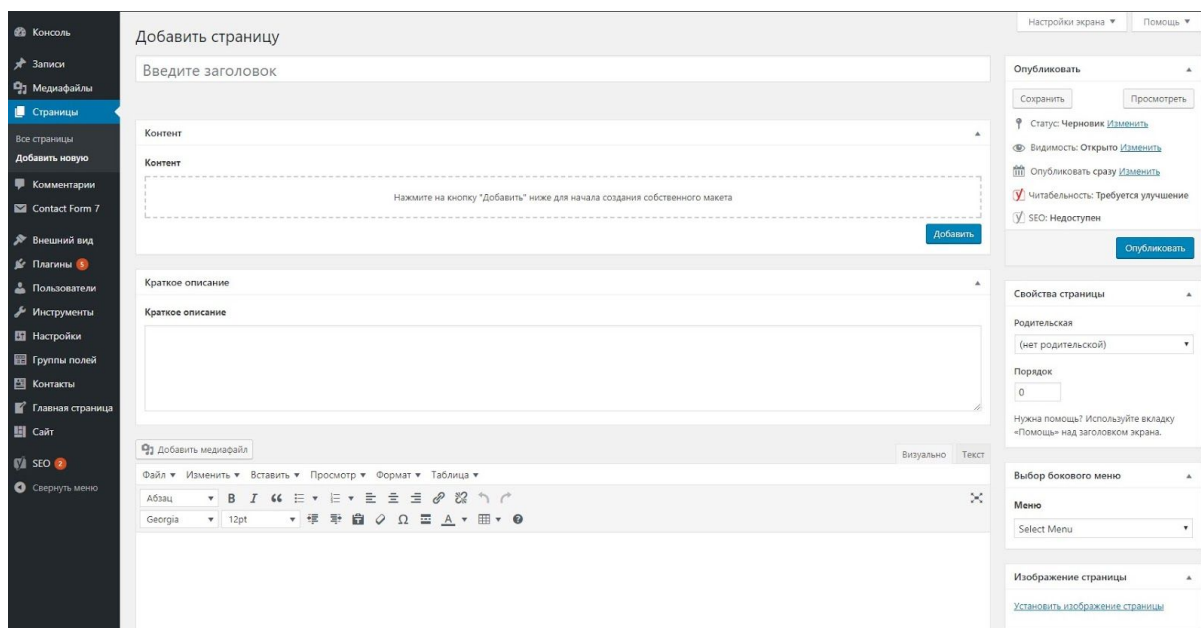 Настройки экрана
Помощь
Консоль
Записи
Медиафайлы
Страницы
Все страницы
Добавить новую
Комментарии
Contact Form 7
Внешний вид
Плагины 5
Пользователи
Инструменты
Настройки
Группы полей
Контакты
Главная страница
Сайт
SEO 2
Свернуть меню
Добавить страницу
Введите заголовок
Контент
Контент
Нажмите на кнопку "Добавить" ниже для начала создания собственного макета
Добавить
Краткое описание
Краткое описание
Добавить медиафайл
Визуально Текст
Файл Изменить Вставить Просмотр Формат Таблица
Абзац B I
Georgia 12pt Ω A
Опубликовать
Сохранить Просмотреть
Статус: Черновик Изменить
Видимость: Открыто Изменить
Опубликовать сразу Изменить
Читабельность: Требуется улучшение
SEO: Недоступен
Опубликовать
Свойства страницы
Родительская
(нет родительской)
Порядок
0
Нужна помощь? Используйте вкладку
«Помощь» над заголовком экрана.
Выбор бокового меню
Меню
Select Menu
Изображение страницы
Установить изображение страницы